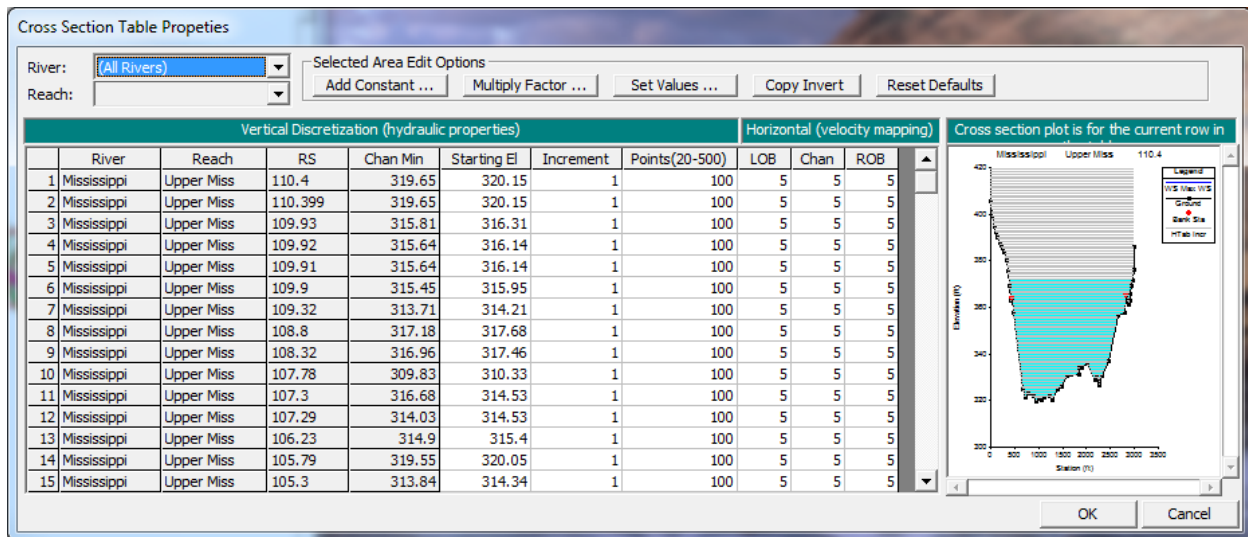 Cross Section Table Propeties
River: (All Rivers)
Reach:
Selected Area Edit Options
Add Constant ... Multiply Factor ... Set Values ... Copy Invert Reset Defaults
Vertical Discretization (hydraulic properties) Horizontal (velocity mapping) Cross section plot is for the current row in
River Reach RS Chan Min Starting El Increment Points(20-500) LOB Chan ROB
1 Mississippi Upper Miss 110.4 319.65 320.15 1 100 5 5 5
2 Mississippi Upper Miss 110.399 319.65 320.15 1 100 5 5 5
3 Mississippi Upper Miss 109.93 315.81 316.31 1 100 5 5 5
4 Mississippi Upper Miss 109.92 315.64 316.14 1 100 5 5 5
5 Mississippi Upper Miss 109.91 315.64 316.14 1 100 5 5 5
6 Mississippi Upper Miss 109.9 315.45 315.95 1 100 5 5 5
7 Mississippi Upper Miss 109.32 313.71 314.21 1 100 5 5 5
8 Mississippi Upper Miss 108.8 317.18 317.68 1 100 5 5 5
9 Mississippi Upper Miss 108.32 316.96 317.46 1 100 5 5 5
10 Mississippi Upper Miss 107.78 309.83 310.33 1 100 5 5 5
11 Mississippi Upper Miss 107.3 316.68 314.53 1 100 5 5 5
12 Mississippi Upper Miss 107.29 314.03 314.53 1 100 5 5 5
13 Mississippi Upper Miss 106.23 314.9 315.4 1 100 5 5 5
14 Mississippi Upper Miss 105.79 319.55 320.05 1 100 5 5 5
15 Mississippi Upper Miss 105.3 313.84 314.34 1 100 5 5 5
Mississippi Upper Miss 110.4
Legend
WS Max WS
Ground
Bank Sta
HTab Incr
420
400
380
360
340
320
300
0 500 1000 1500 2000 2500 3000 3500
Elevation (ft)
Station (ft)
OK Cancel